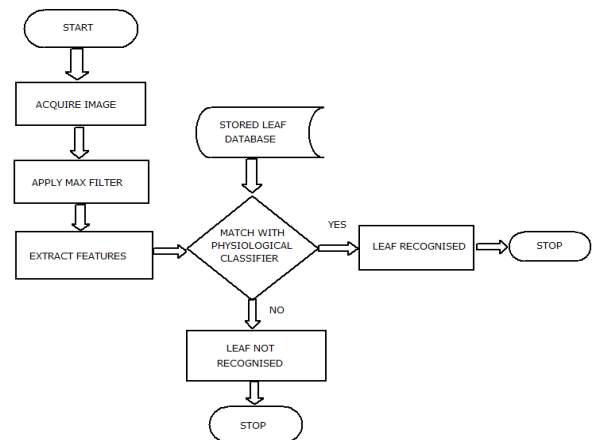 START
ACQUIRE IMAGE
APPLY MAX FILTER
EXTRACT FEATURES
STORED LEAF
DATABASE
MATCH WITH
PHYSIOLOGICAL
CLASSIFIER
YES
LEAF RECOGNISED
STOP
NO
LEAF NOT
RECOGNISED
STOP